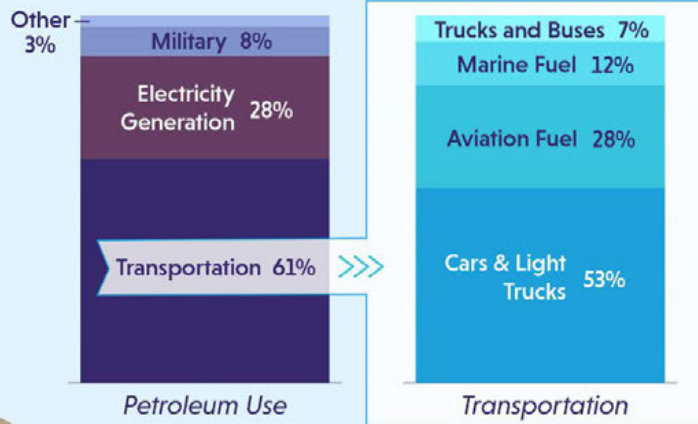 Other
3%
Military 8%
Electricity
Generation 28%
Transportation 61%
Petroleum Use
Trucks and Buses 7%
Marine Fuel 12%
Aviation Fuel 28%
Cars & Light
Trucks 53%
Transportation